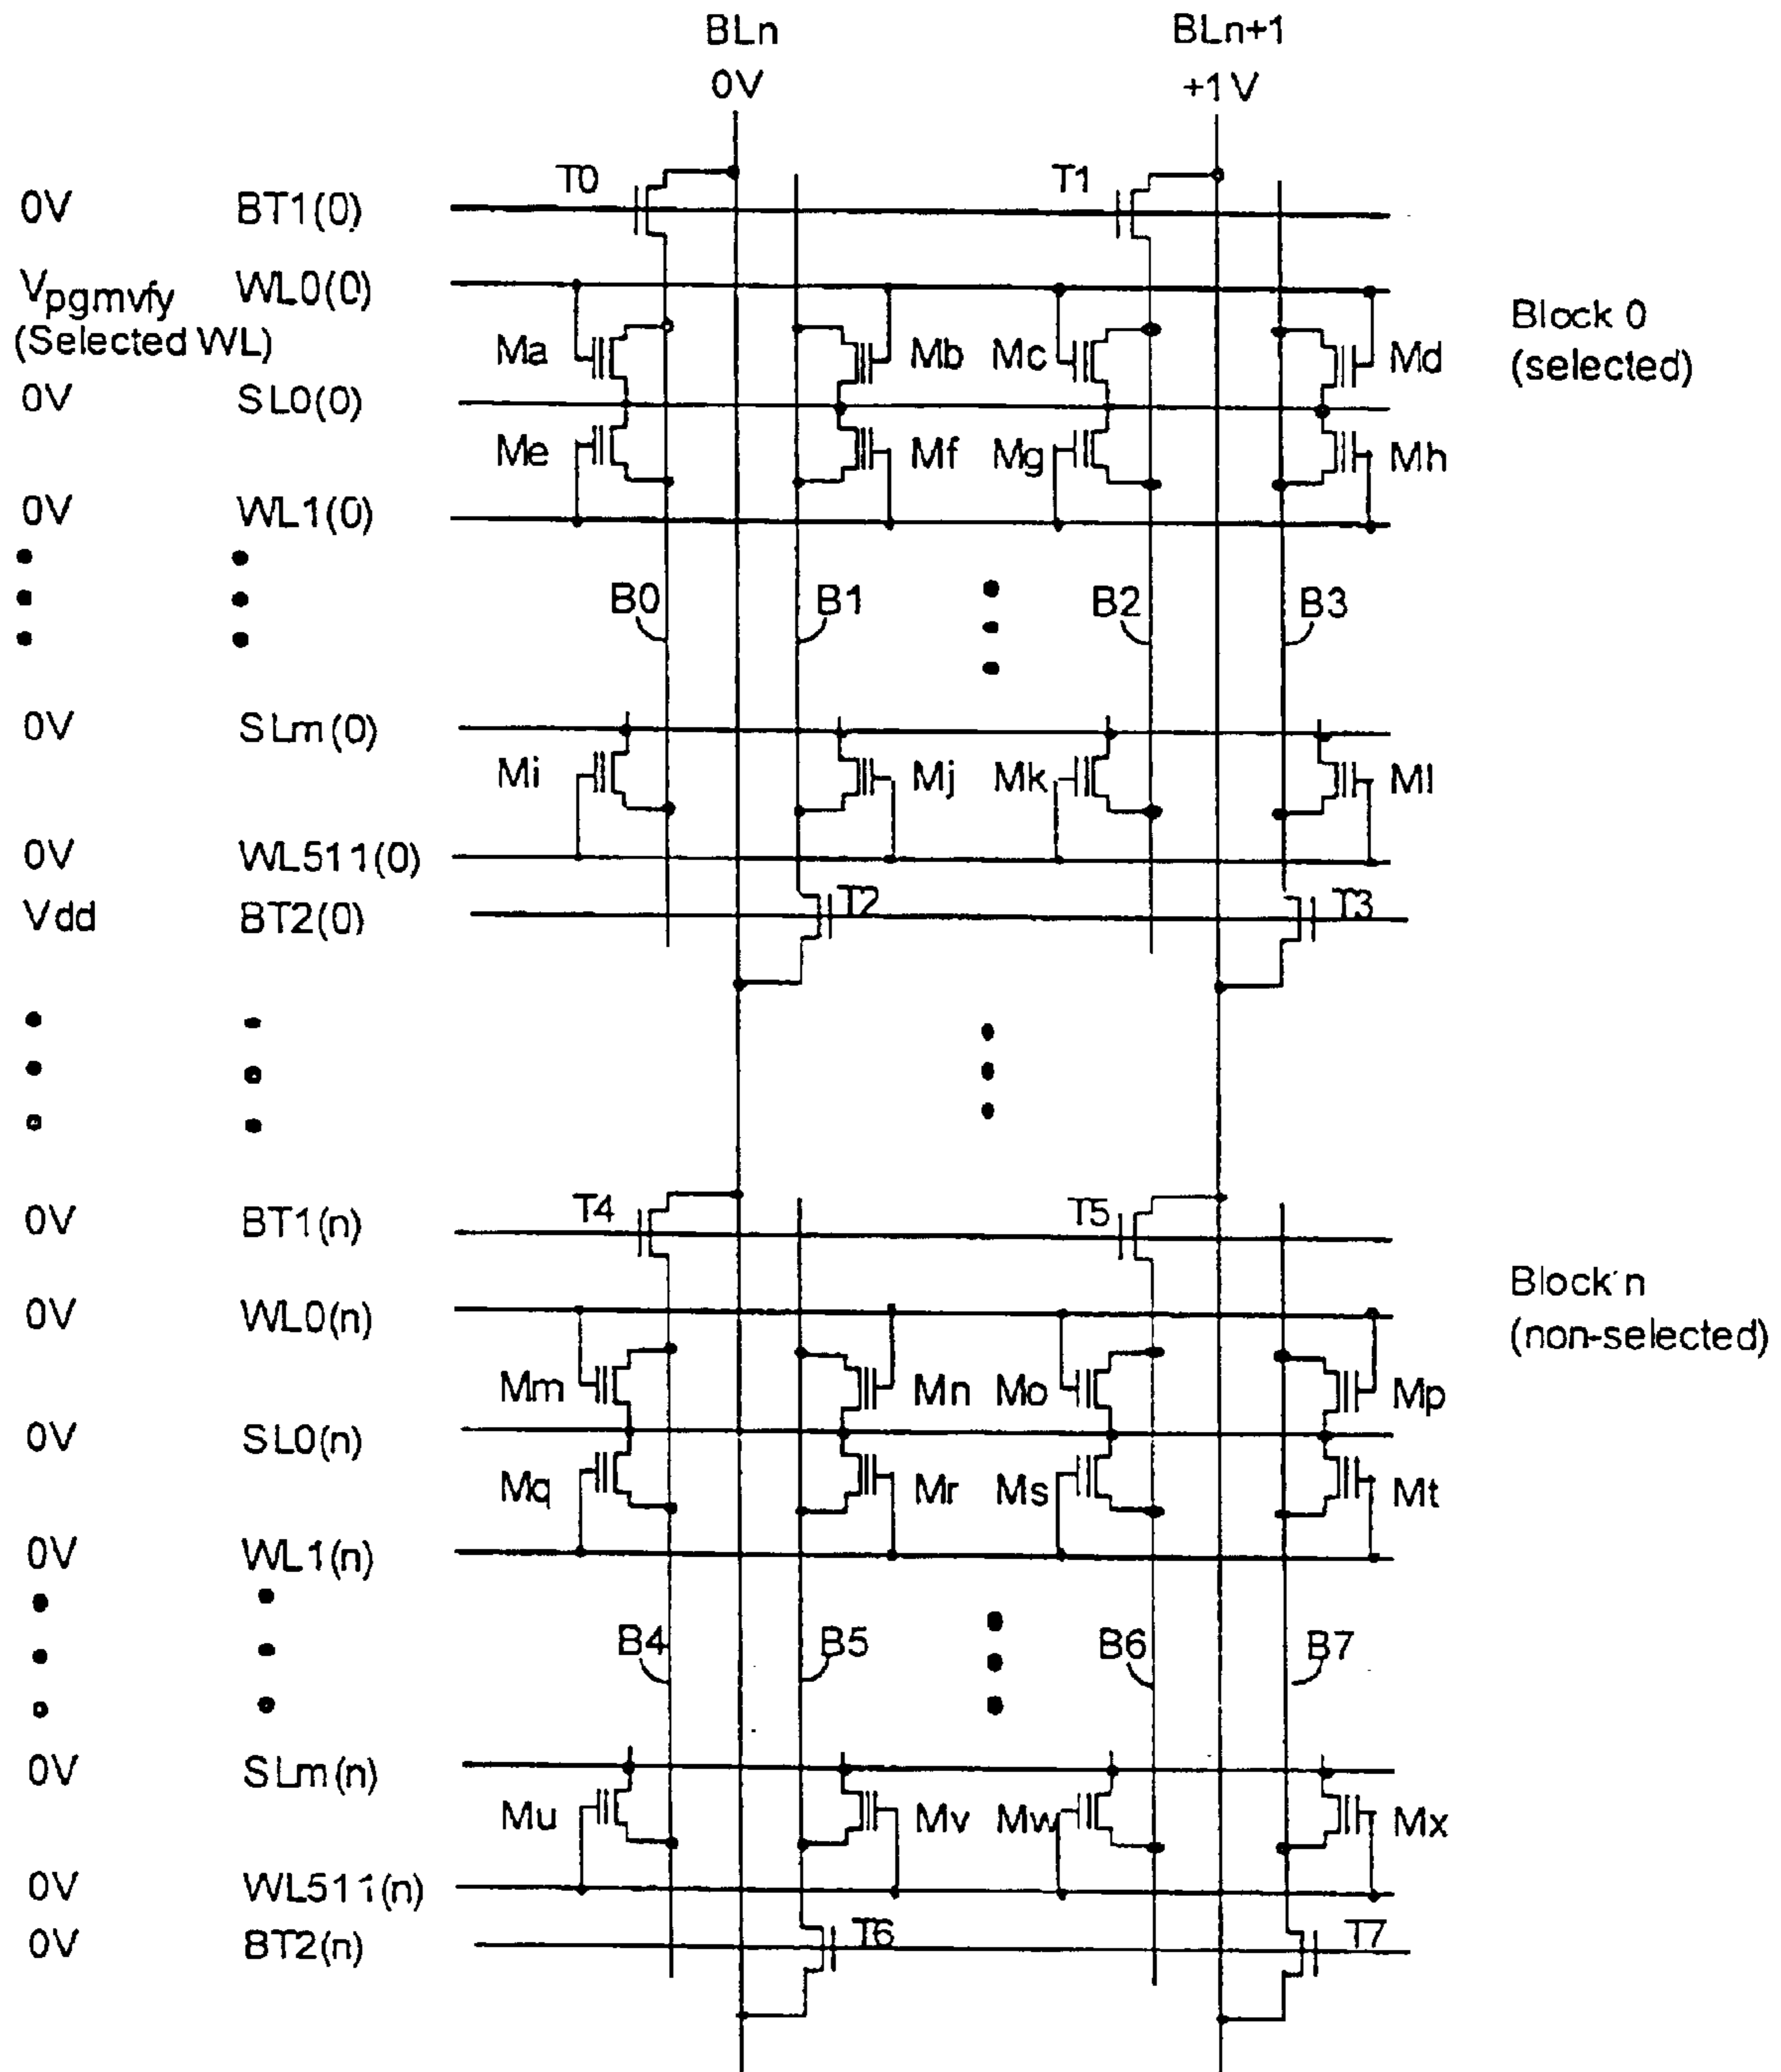 BLn BLn+1
0V +1V
T0 T1
0V BT1(0)
Vpgmvfy WL0(0)
(Selected WL)
Block 0
(selected)
Ma Mb Mc Md
0V SL0(0)
Me Mf Mg Mh
0V WL1(0)
B0 B1 B2 B3
0V SLm(0)
Mi Mj Mk Ml
0V WL511(0)
Vdd BT2(0) T2 T3
T4 T5
0V BT1(n)
Block n
(non-selected)
0V WL0(n)
Mm Mn Mo Mp
0V SL0(n)
Mq Mr Ms Mt
0V WL1(n)
B4 B5 B6 B7
0V SLm(n)
Mu Mv Mw Mx
0V WL511(n)
0V BT2(n) T6 T7